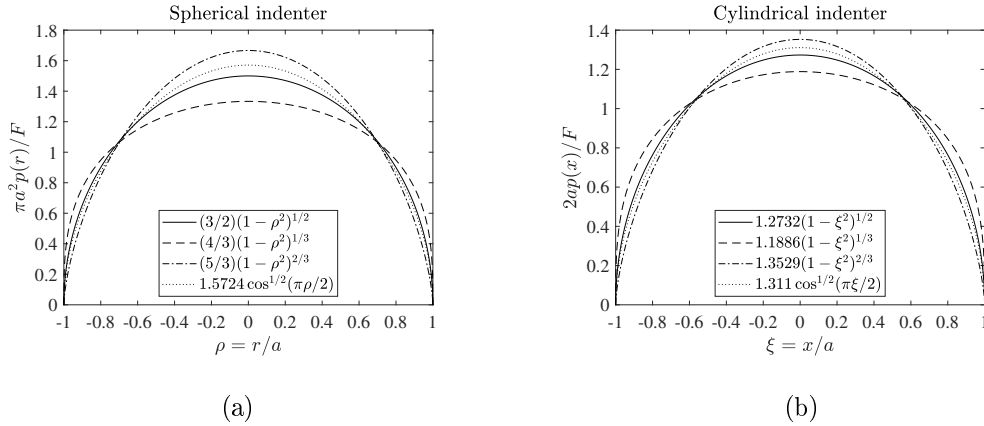 Spherical indenter
1.8
1.6
1.4
1.2
1
0.8
0.6
0.4
0.2
0
πa²p(r)/F
(3/2)(1 − ρ²)^{1/2}
(4/3)(1 − ρ²)^{1/3}
(5/3)(1 − ρ²)^{2/3}
1.5724 cos^{1/2}(πρ/2)
-1 -0.8 -0.6 -0.4 -0.2 0 0.2 0.4 0.6 0.8 1
ρ = r/a
(a)
Cylindrical indenter
1.4
1.2
1
0.8
0.6
0.4
0.2
0
2ap(x)/F
1.2732(1 − ξ²)^{1/2}
1.1886(1 − ξ²)^{1/3}
1.3529(1 − ξ²)^{2/3}
1.311 cos^{1/2}(πξ/2)
-1 -0.8 -0.6 -0.4 -0.2 0 0.2 0.4 0.6 0.8 1
ξ = x/a
(b)